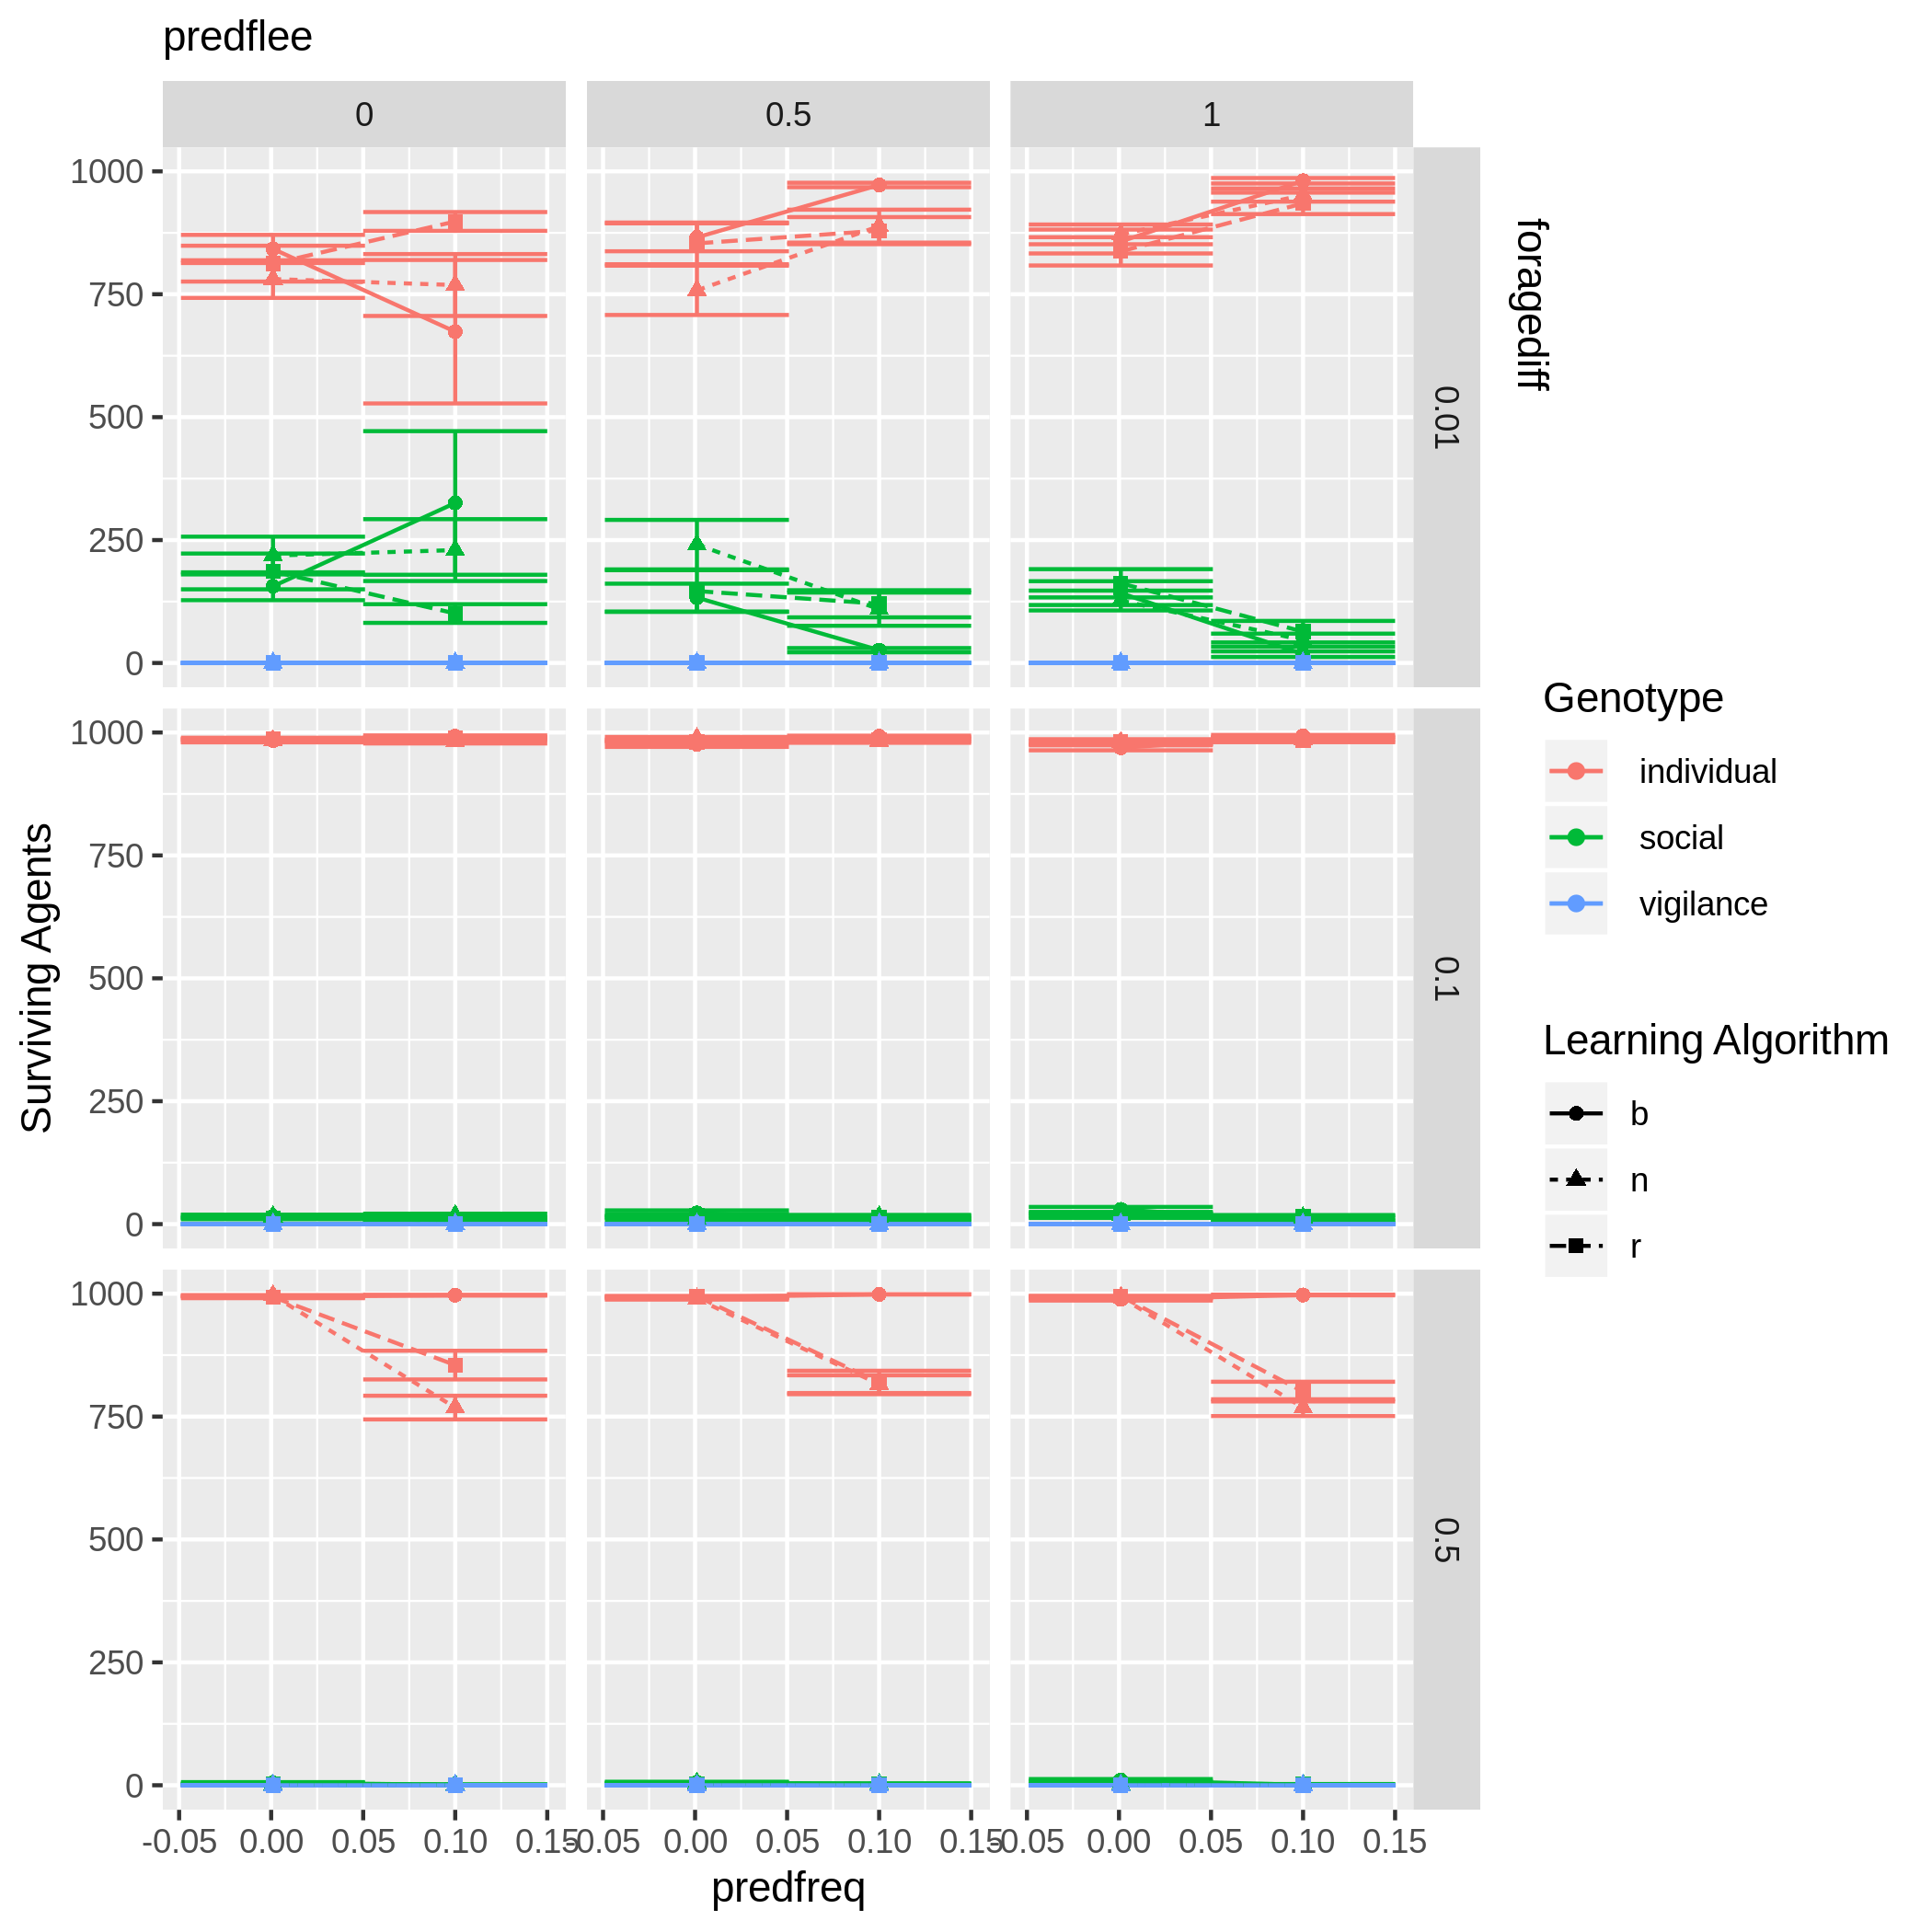 predflee
0 0.5 1
foragediff
0.01
1000
750
500
250
0
0.1
1000
750
500
250
0
0.5
1000
750
500
250
0
Surviving Agents
-0.05 0.00 0.05 0.10 0.15 -0.05 0.00 0.05 0.10 0.15 -0.05 0.00 0.05 0.10 0.15
predfreq
Genotype
individual
social
vigilance
Learning Algorithm
b
n
r